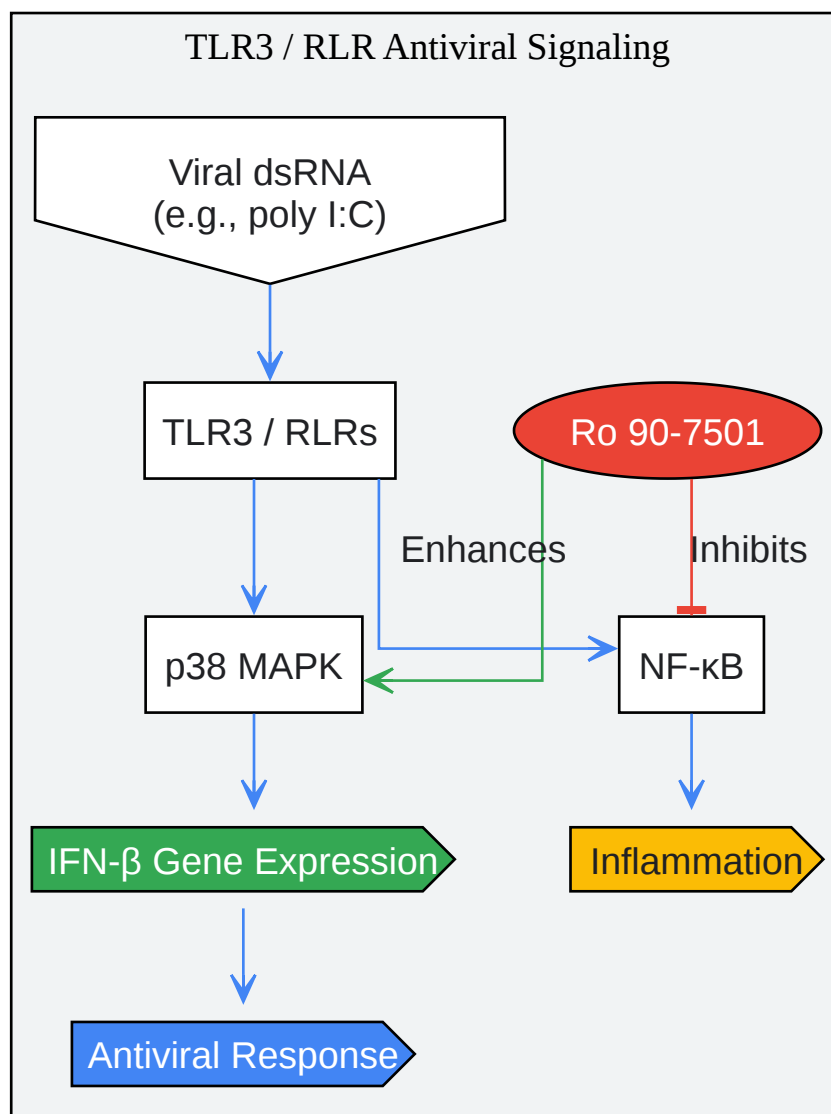 TLR3 / RLR Antiviral Signaling
Viral dsRNA
(e.g., poly I:C)
TLR3 / RLRs
Ro 90-7501
Enhances
Inhibits
p38 MAPK
NF-κB
IFN-β Gene Expression
Inflammation
Antiviral Response